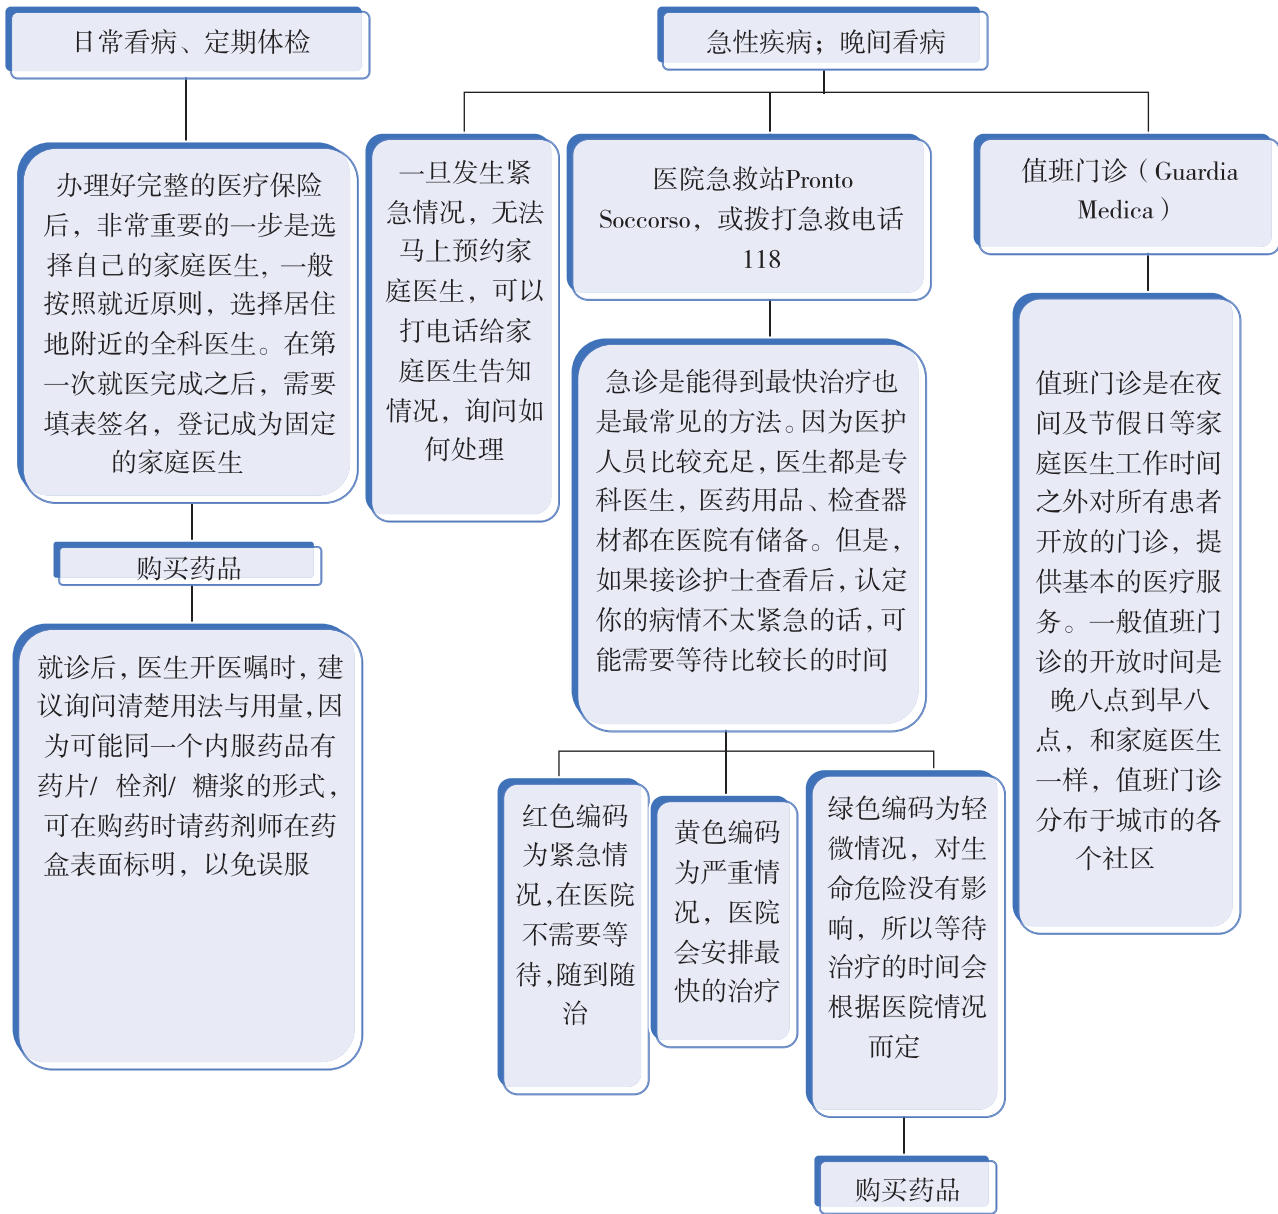 日常看病、定期体检
办理好完整的医疗保险
后，非常重要的一步是选
择自己的家庭医生，一般
按照就近原则，选择居住
地附近的全科医生。在第
一次就医完成之后，需要
填表签名，登记成为固定
的家庭医生
购买药品
就诊后，医生开医嘱时，建
议询问清楚用法与用量，因
为可能同一个内服药品有
药片/ 栓剂/ 糖浆的形式，
可在购药时请药剂师在药
盒表面标明，以免误服
急性疾病；晚间看病
一旦发生紧
急情况，无法
马上预约家
庭医生，可以
打电话给家
庭医生告知
情况，询问如
何处理
医院急救站Pronto
Soccorso，或拨打急救电话
118
急诊是能得到最快治疗也
是最常见的方法。因为医护
人员比较充足，医生都是专
科医生，医药用品、检查器
材都在医院有储备。但是，
如果接诊护士查看后，认定
你的病情不太紧急的话，可
能需要等待比较长的时间
红色编码
为紧急情
况，在医院
不需要等
待，随到随
治
黄色编码
为严重情
况，医院
会安排最
快的治疗
绿色编码为轻
微情况，对生
命危险没有影
响，所以等待
治疗的时间会
根据医院情况
而定
购买药品
值班门诊（Guardia
Medica）
值班门诊是在夜
间及节假日等家
庭医生工作时间
之外对所有患者
开放的门诊，提
供基本的医疗服
务。一般值班门
诊的开放时间是
晚八点到早八
点，和家庭医生
一样，值班门诊
分布于城市的各
个社区